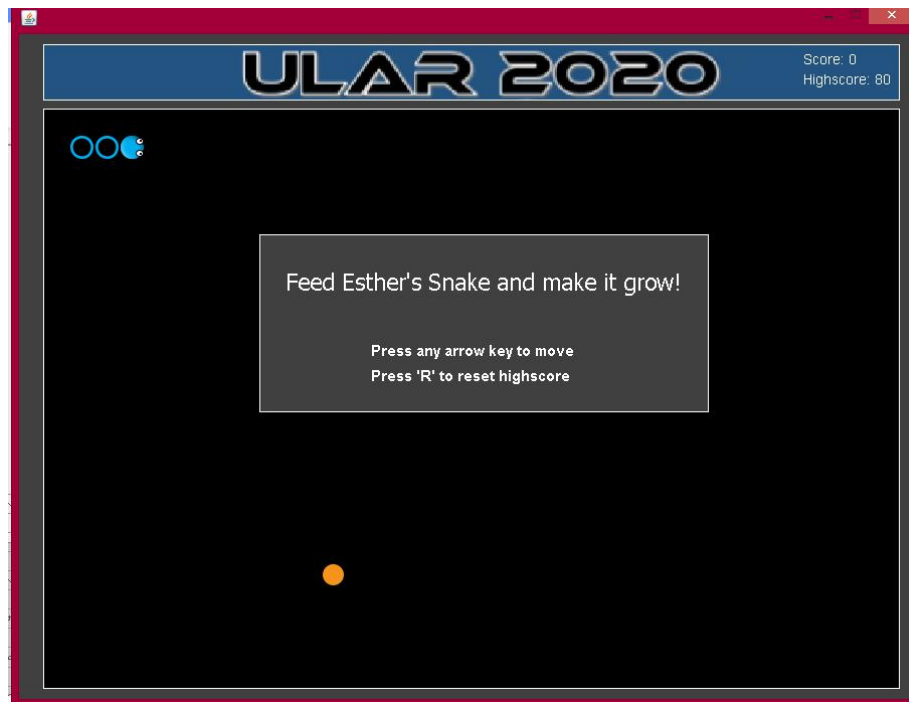 ULAR 2020
Score: 0
Highscore: 80
Feed Esther's Snake and make it grow!
Press any arrow key to move
Press 'R' to reset highscore